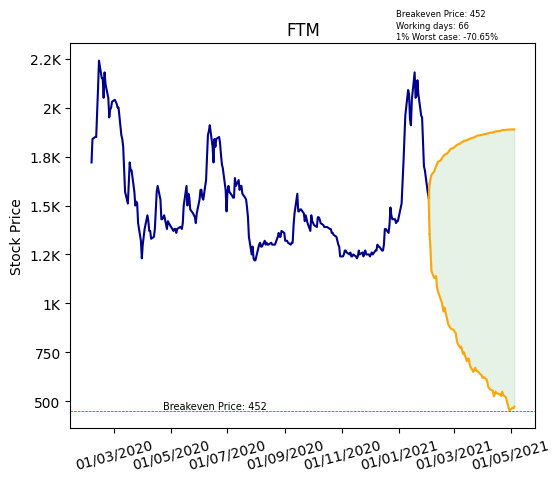 Breakeven Price: 452
Working days: 66
1% Worst case: -70.65%
FTM
Stock Price
2.2K
2K
1.8K
1.5K
1.2K
1K
750
500
Breakeven Price: 452
01/03/2020
01/05/2020
01/07/2020
01/09/2020
01/11/2020
01/01/2021
01/03/2021
01/05/2021